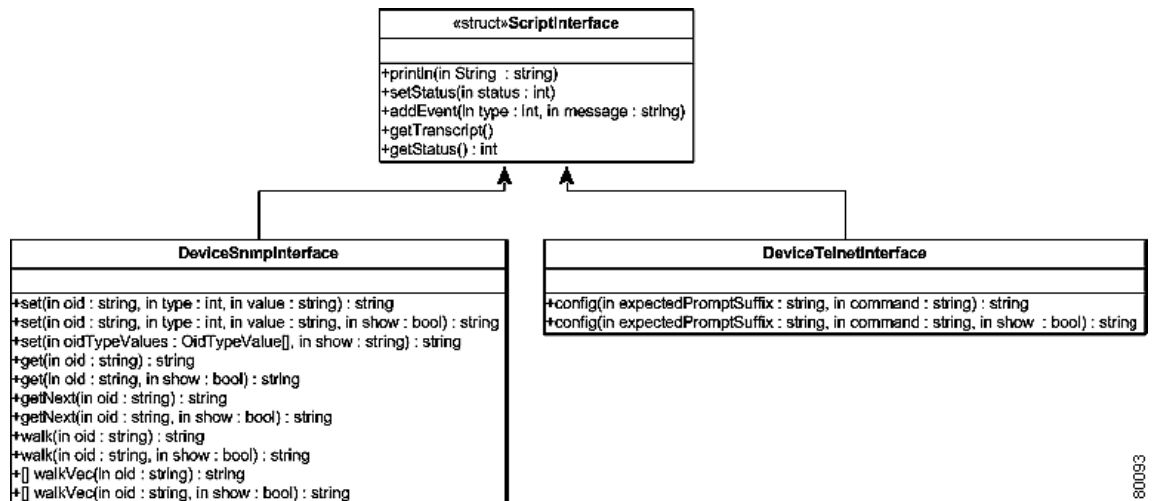 «struct»ScriptInterface
+println(in String : string)
+setStatus(in status : int)
+addEvent(in type : int, in message : string)
+getTranscript()
+getStatus() : int
DeviceSnmpInterface
+set(in oid : string, in type : int, in value : string) : string
+set(in oid : string, in type : int, in value : string, in show : bool) : string
+set(in oidTypeValues : OidTypeValue[], in show : string) : string
+get(in oid : string) : string
+get(in oid : string, in show : bool) : string
+getNext(in oid : string) : string
+getNext(in oid : string, in show : bool) : string
+walk(in oid : string) : string
+walk(in oid : string, in show : bool) : string
+[] walkVec(in oid : string) : string
+[] walkVec(in oid : string, in show : bool) : string
DeviceTelnetInterface
+config(in expectedPromptSuffix : string, in command : string) : string
+config(in expectedPromptSuffix : string, in command : string, in show : bool) : string
80093